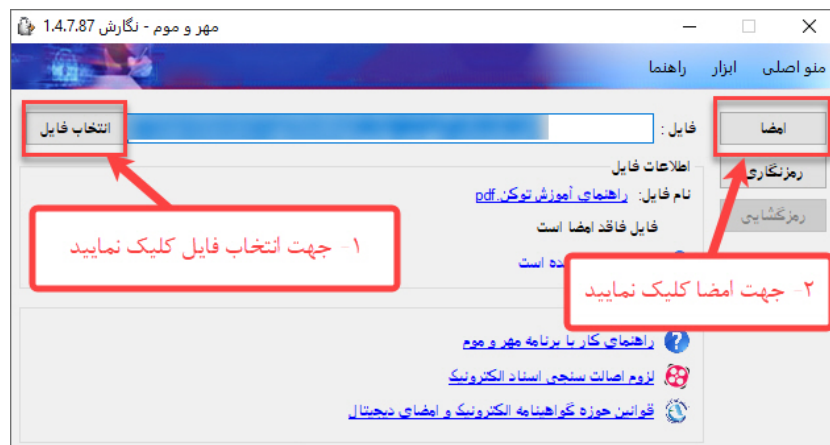 مهر و موم - نگارش 1.4.7.87
منو اصلی ابزار راهنما
امضا
رمزنگاری
رمزگشایی
فایل :
انتخاب فایل
اطلاعات فایل
نام فایل: راهنمای آموزش توکن.pdf
فایل فاقد امضا است
ده است
۱- جهت انتخاب فایل کلیک نمایید
۲- جهت امضا کلیک نمایید
راهنمای کار با برنامه مهر و موم
لزوم اصالت سنجی اسناد الکترونیک
قوانین حوزه گواهینامه الکترونیک و امضای دیجیتال